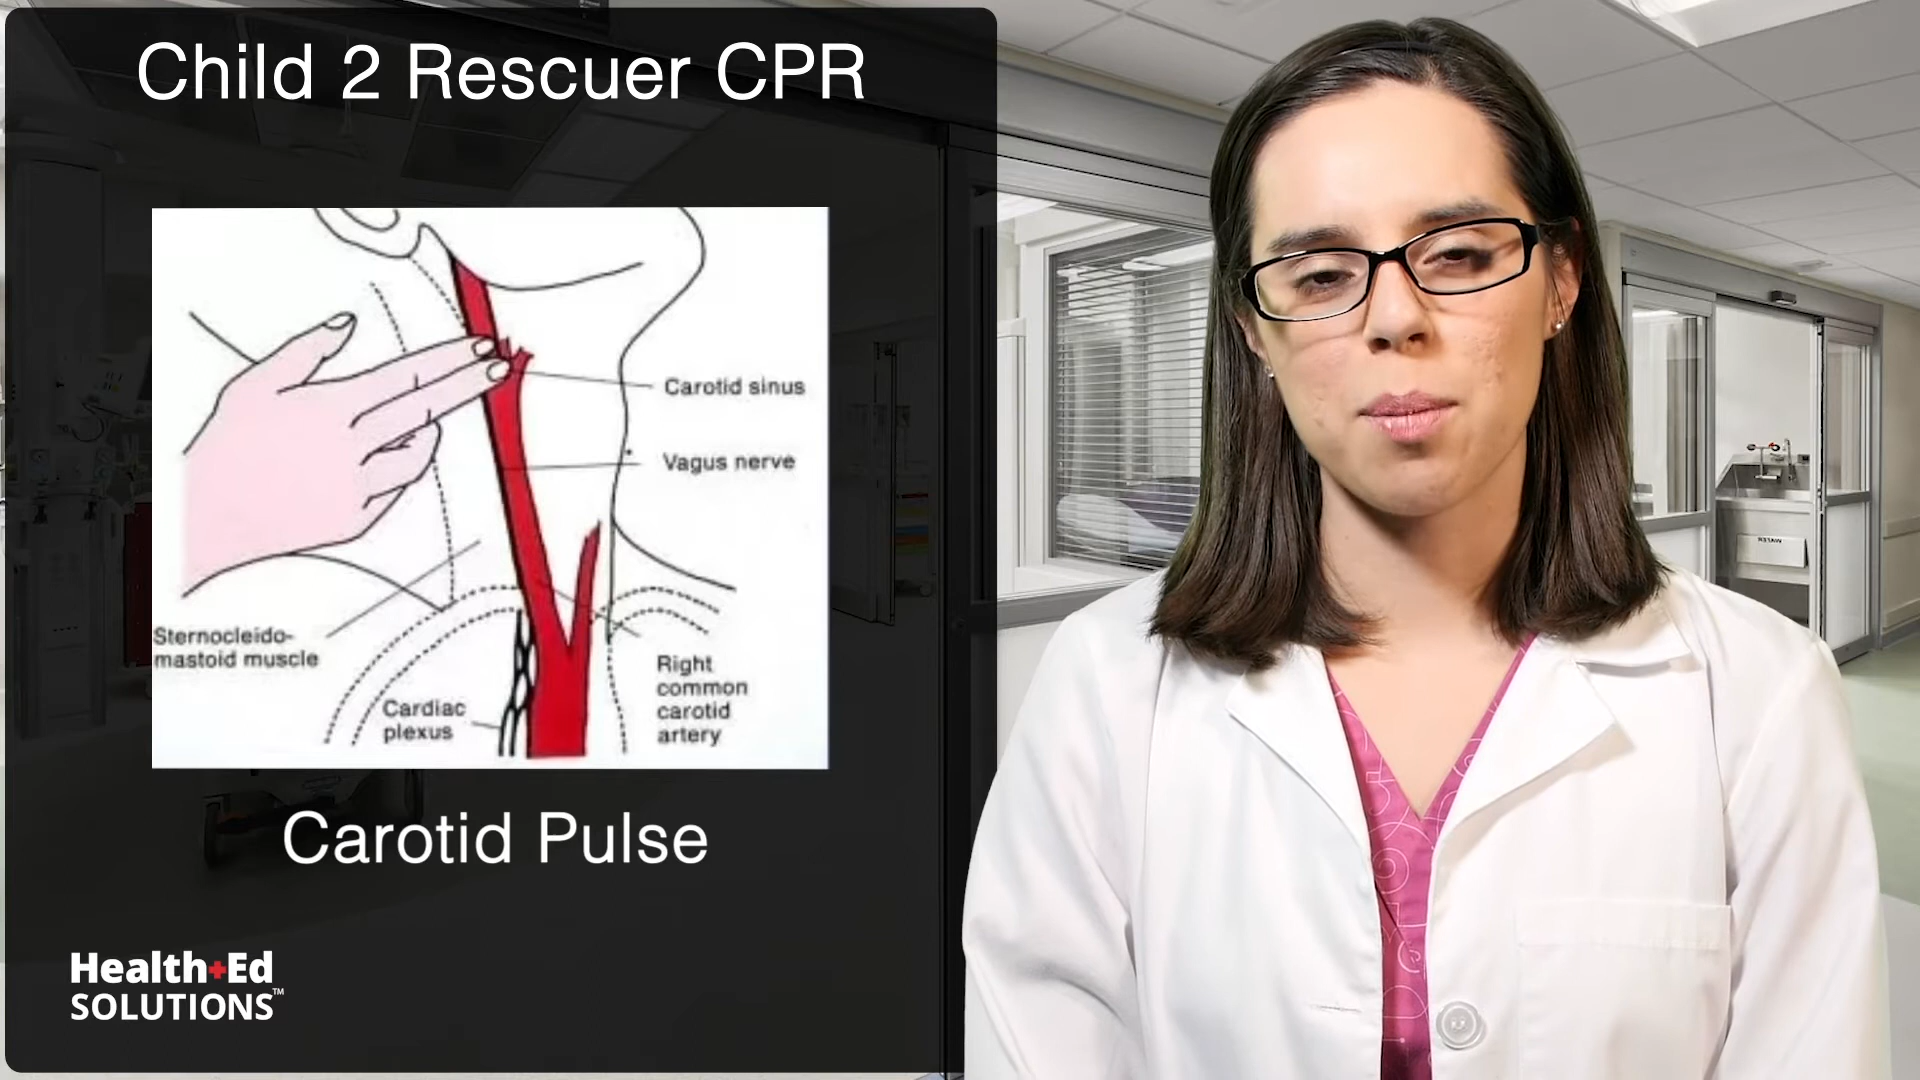 Child 2 Rescuer CPR
Carotid sinus
Vagus nerve
Sternocleido-
mastoid muscle
Cardiac
plexus
Right
common
carotid
artery
Carotid Pulse
Health+Ed
SOLUTIONS™